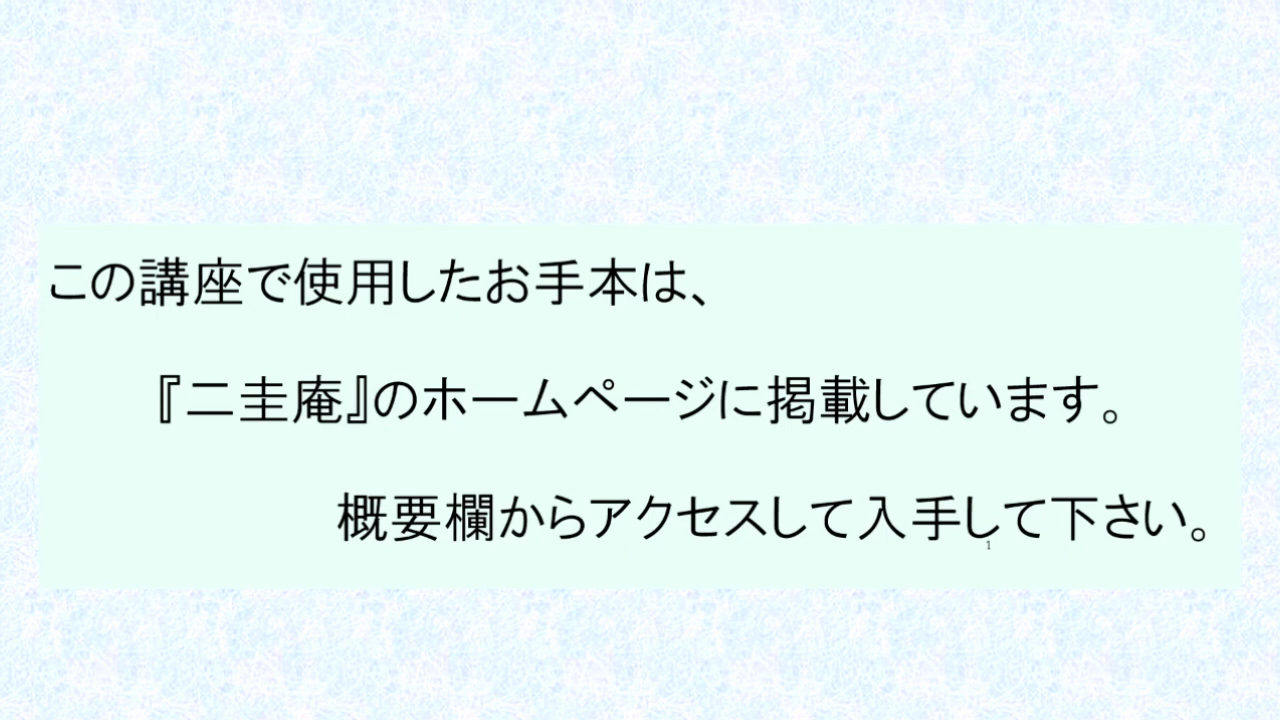 この講座で使用したお手本は、
『二圭庵』のホームページに掲載しています。
概要欄からアクセスして入手して下さい。
1